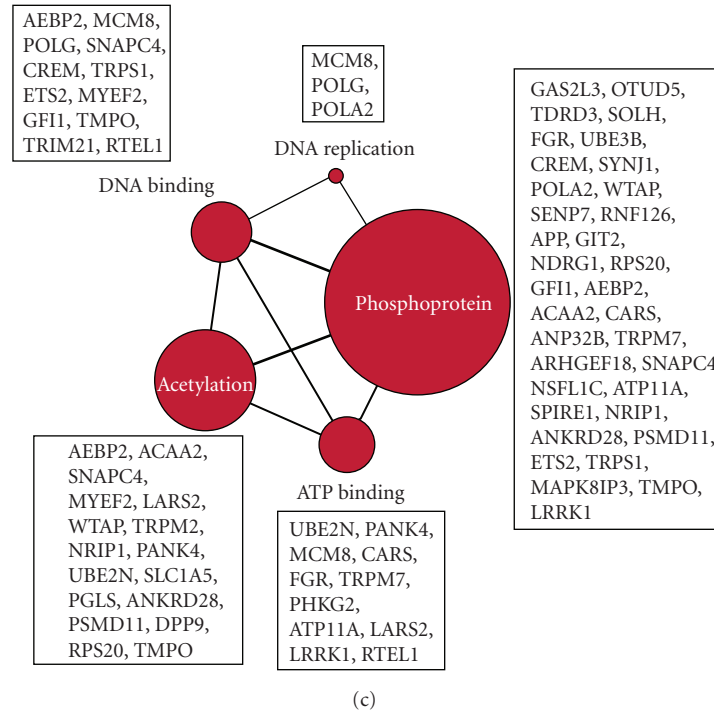 AEBP2, MCM8,
POLG, SNAPC4,
CREM, TRPS1,
ETS2, MYEF2,
GFI1, TMPO,
TRIM21, RTEL1
DNA binding
MCM8,
POLG,
POLA2
DNA replication
GAS2L3, OTUD5,
TDRD3, SOLH,
FGR, UBE3B,
CREM, SYNJ1,
POLA2, WTAP,
SENP7, RNF126,
APP, GIT2,
NDRG1, RPS20,
GFI1, AEBP2,
ACAA2, CARS,
ANP32B, TRPM7,
ARHGEF18, SNAPC4
NSFL1C, ATP11A,
SPIRE1, NRIP1,
ANKRD28, PSMD11,
ETS2, TRPS1,
MAPK8IP3, TMPO,
LRRK1
Phosphoprotein
Acetylation
AEBP2, ACAA2,
SNAPC4,
MYEF2, LARS2,
WTAP, TRPM2,
NRIP1, PANK4,
UBE2N, SLC1A5,
PGLS, ANKRD28,
PSMD11, DPP9,
RPS20, TMPO
ATP binding
UBE2N, PANK4,
MCM8, CARS,
FGR, TRPM7,
PHKG2,
ATP11A, LARS2,
LRRK1, RTEL1
(c)